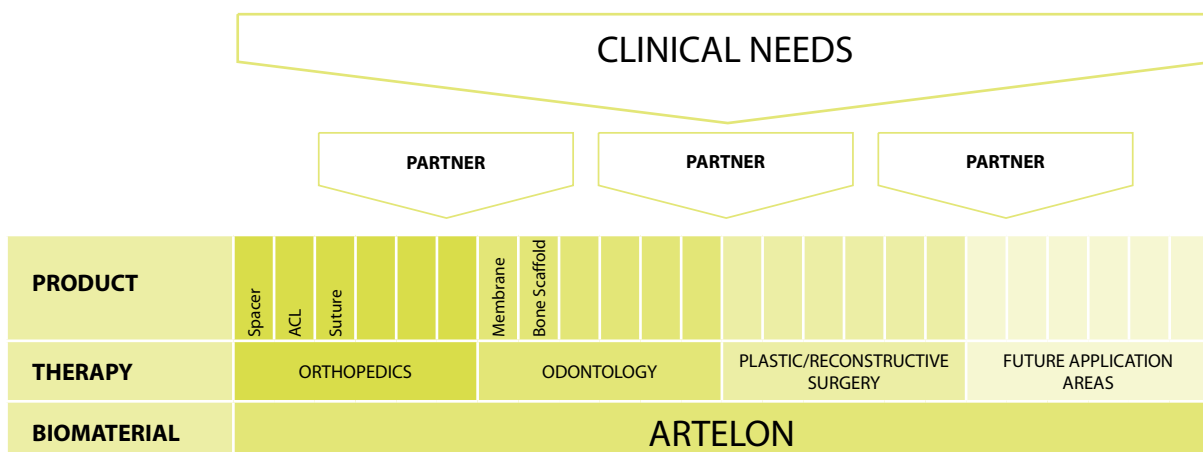 CLINICAL NEEDS
PARTNER
PARTNER
PARTNER
PRODUCT
Spacer
ACL
Suture
Membrane
Bone Scaffold
THERAPY
ORTHOPEDICS
ODONTOLOGY
PLASTIC/RECONSTRUCTIVE
SURGERY
FUTURE APPLICATION
AREAS
BIOMATERIAL
ARTELON